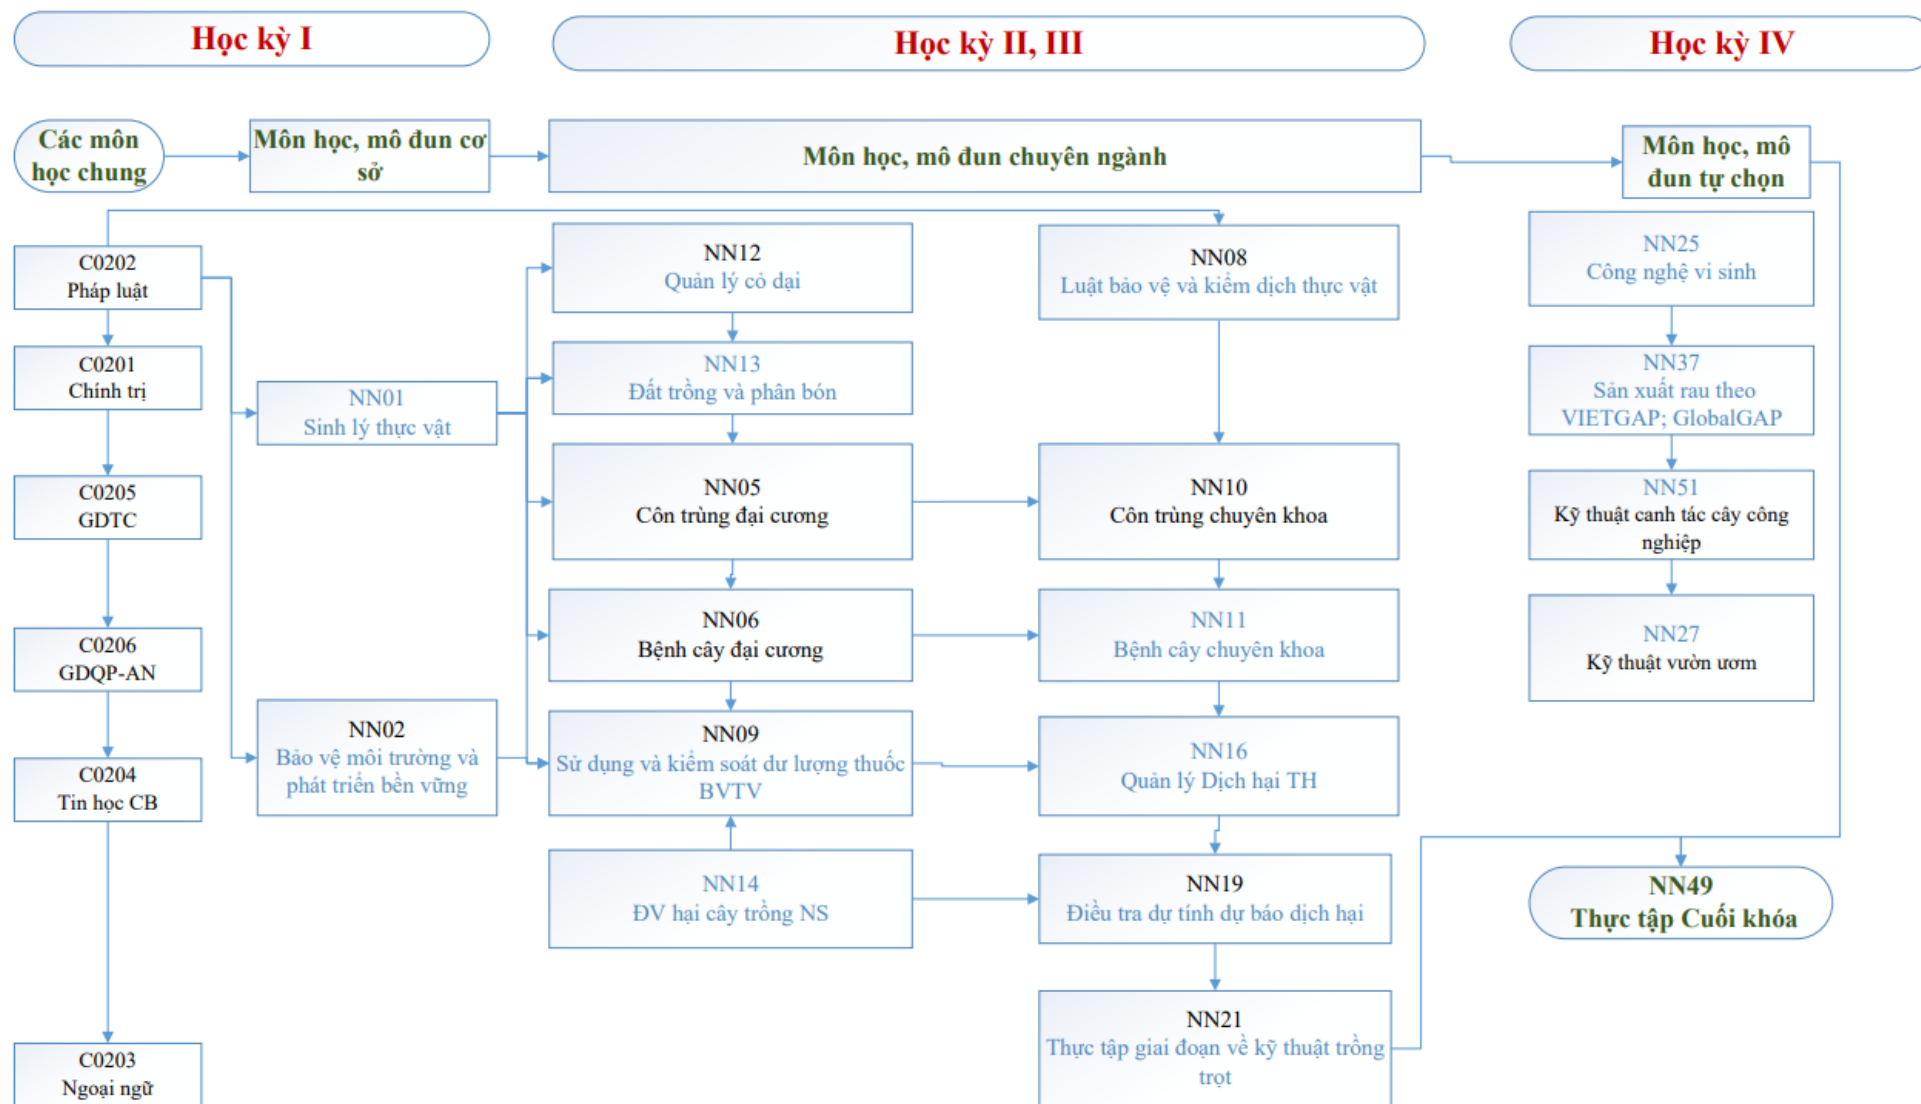 Học kỳ I
Học kỳ II, III
Học kỳ IV
Các môn
học chung
Môn học, mô đun cơ
sở
Môn học, mô đun chuyên ngành
Môn học, mô
đun tự chọn
C0202
Pháp luật
C0201
Chính trị
C0205
GDTC
C0206
GDQP-AN
C0204
Tin học CB
C0203
Ngoại ngữ
NN01
Sinh lý thực vật
NN02
Bảo vệ môi trường và
phát triển bền vững
NN12
Quản lý cỏ dại
NN13
Đất trồng và phân bón
NN05
Côn trùng đại cương
NN06
Bệnh cây đại cương
NN09
Sử dụng và kiểm soát dư lượng thuốc
BVTV
NN14
ĐV hại cây trồng NS
NN08
Luật bảo vệ và kiểm dịch thực vật
NN10
Côn trùng chuyên khoa
NN11
Bệnh cây chuyên khoa
NN16
Quản lý Dịch hại TH
NN19
Điều tra dự tính dự báo dịch hại
NN21
Thực tập giai đoạn về kỹ thuật trồng
trọt
NN25
Công nghệ vi sinh
NN37
Sản xuất rau theo
VIETGAP; GlobalGAP
NN51
Kỹ thuật canh tác cây công
nghiệp
NN27
Kỹ thuật vườn ươm
NN49
Thực tập Cuối khóa